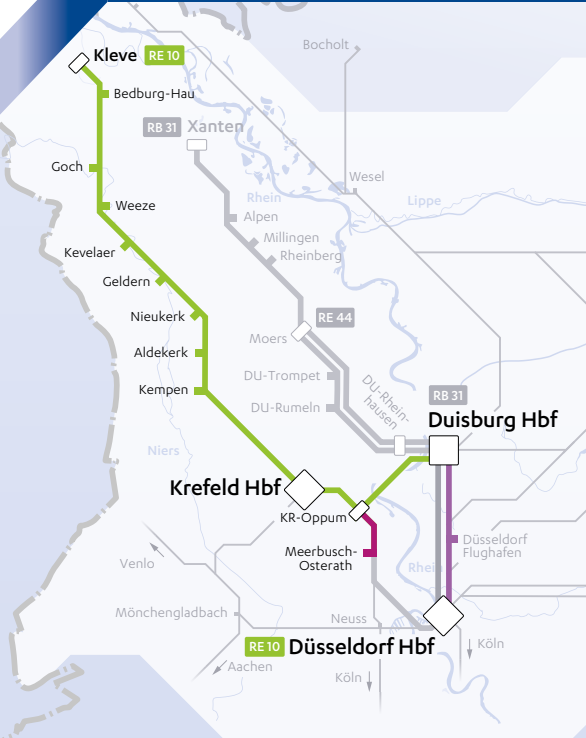 Bocholt
Kleve RE 10
Bedburg-Hau
RB 31 Xanten
Goch
Wesel
Rhein
Lippe
Weeze
Alpen
Millingen
Kevelaer
Rheinberg
Geldern
Nieukerk
RE 44
Moers
Aldekerk
DU-Trompet
Kempen
DU-Rhein-
hausen
RB 31
DU-Rumeln
Duisburg Hbf
Niers
Krefeld Hbf
KR-Oppum
Düsseldorf
Flughafen
Meerbusch-
Osterath
Venlo
Rhein
Mönchengladbach
Neuss
RE 10 Düsseldorf Hbf
Köln
Aachen
Köln